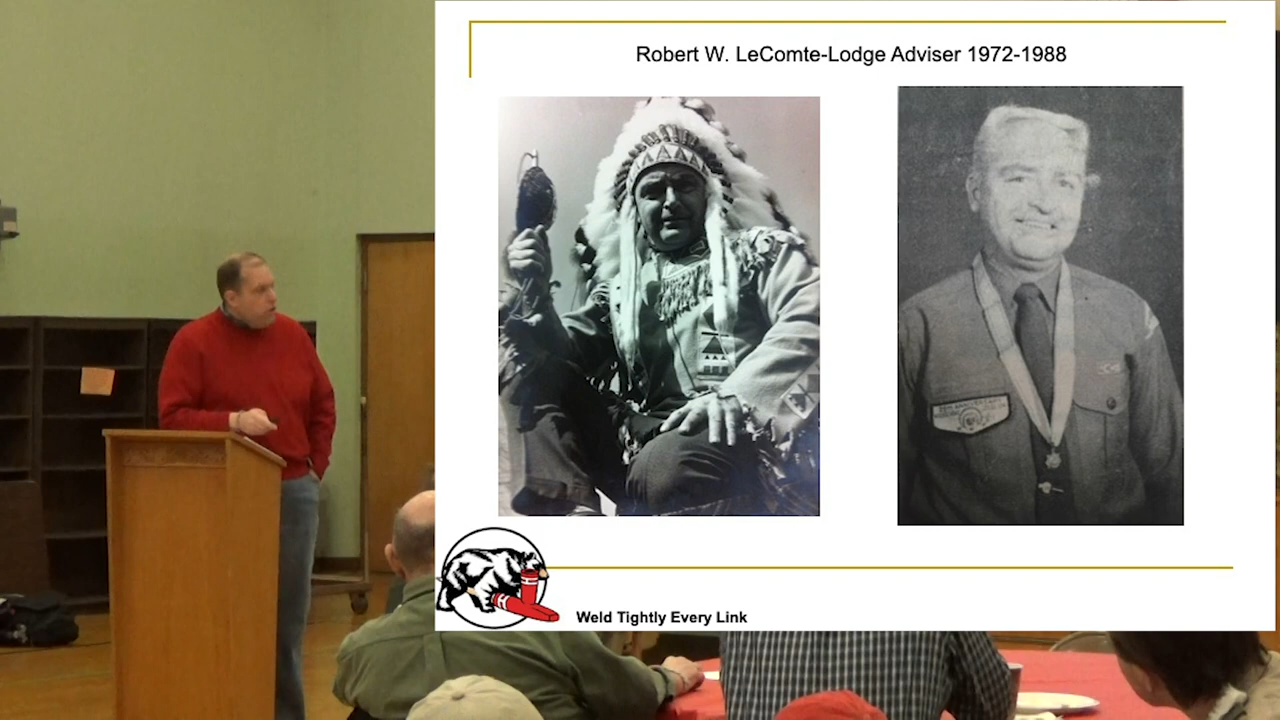 Robert W. LeComte-Lodge Adviser 1972-1988
Weld Tightly Every Link